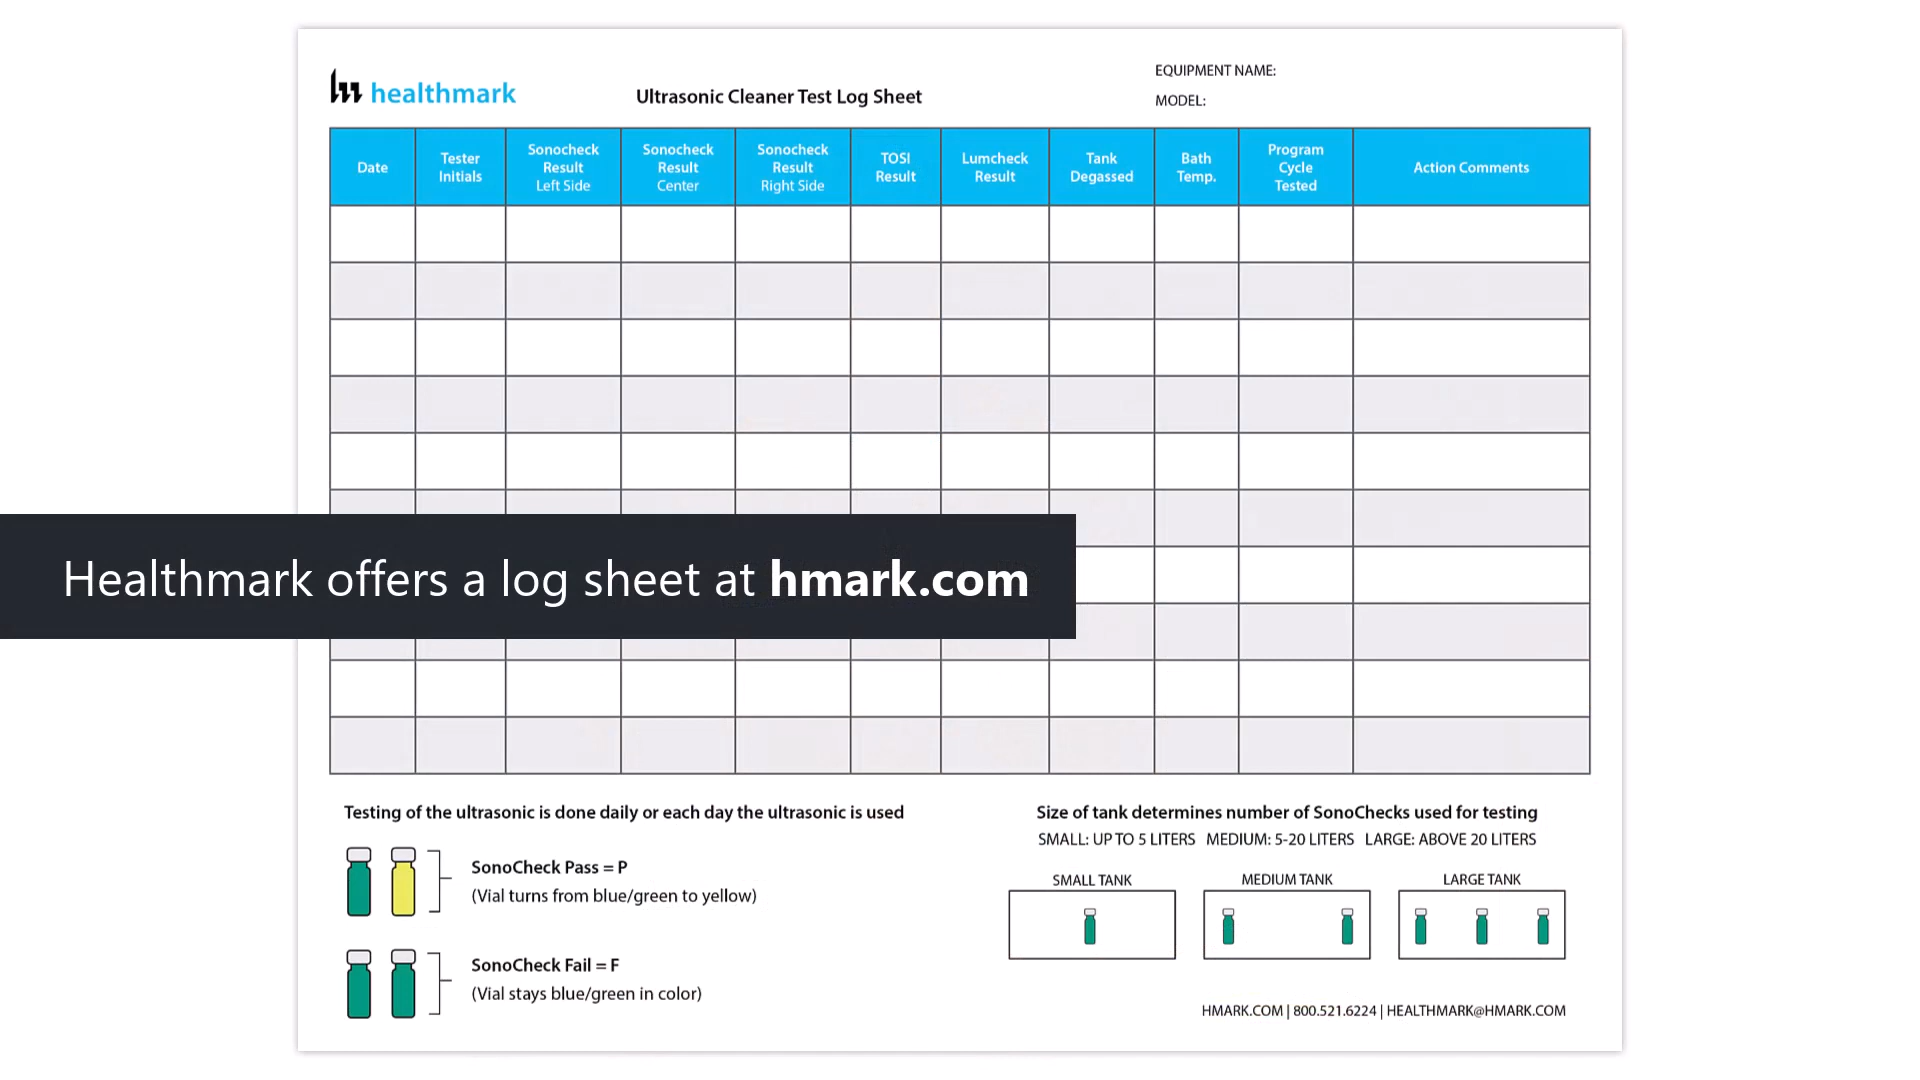 healthmark
Ultrasonic Cleaner Test Log Sheet
EQUIPMENT NAME:
MODEL:
Date
Tester
Initials
Sonocheck
Result
Left Side
Sonocheck
Result
Center
Sonocheck
Result
Right Side
TOSI
Result
Lumcheck
Result
Tank
Degassed
Bath
Temp.
Program
Cycle
Tested
Action Comments
Healthmark offers a log sheet at hmark.com
Testing of the ultrasonic is done daily or each day the ultrasonic is used
SonoCheck Pass = P
(Vial turns from blue/green to yellow)
SonoCheck Fail = F
(Vial stays blue/green in color)
Size of tank determines number of SonoChecks used for testing
SMALL: UP TO 5 LITERS MEDIUM: 5-20 LITERS LARGE: ABOVE 20 LITERS
SMALL TANK
MEDIUM TANK
LARGE TANK
HMARK.COM | 800.521.6224 | HEALTHMARK@HMARK.COM